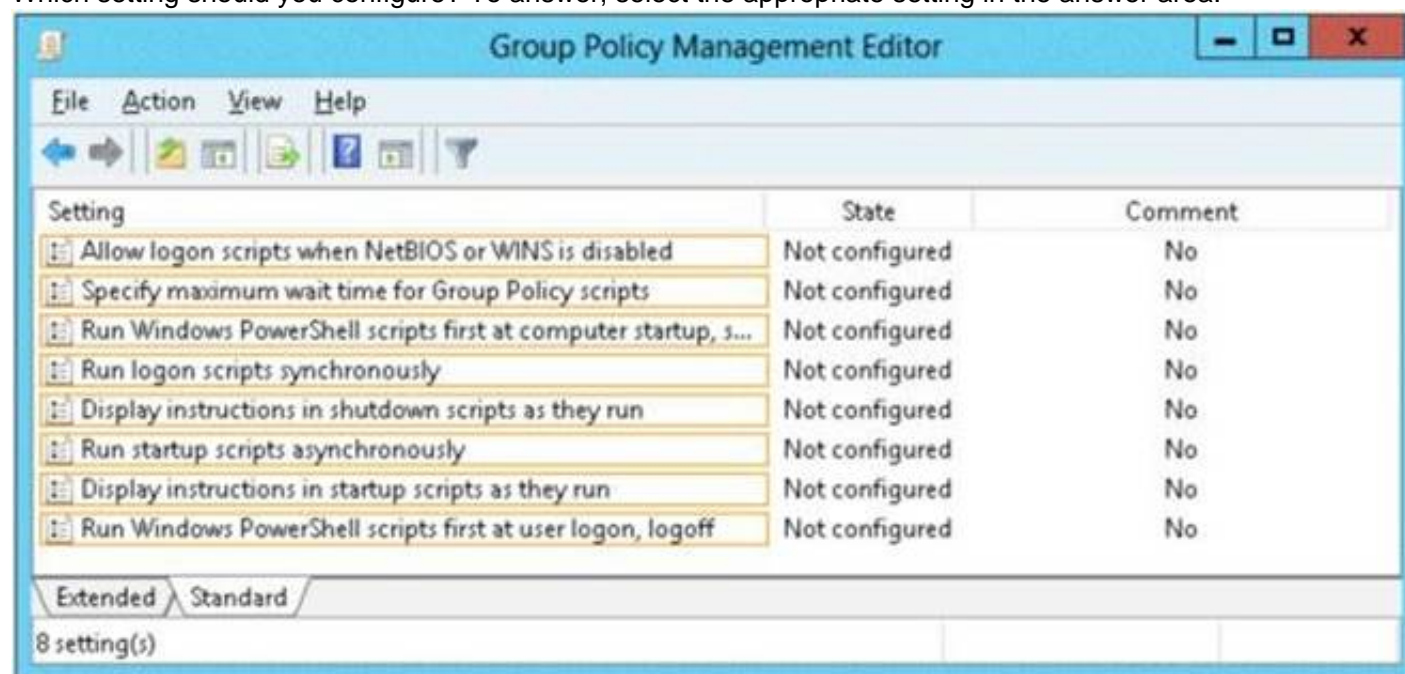 Which setting should you configure? To answer, select the appropriate setting in the answer area.
Group Policy Management Editor
File Action View Help
Setting State Comment
Allow logon scripts when NetBIOS or WINS is disabled Not configured No
Specify maximum wait time for Group Policy scripts Not configured No
Run Windows PowerShell scripts first at computer startup, s... Not configured No
Run logon scripts synchronously Not configured No
Display instructions in shutdown scripts as they run Not configured No
Run startup scripts asynchronously Not configured No
Display instructions in startup scripts as they run Not configured No
Run Windows PowerShell scripts first at user logon, logoff Not configured No
Extended Standard
8 setting(s)